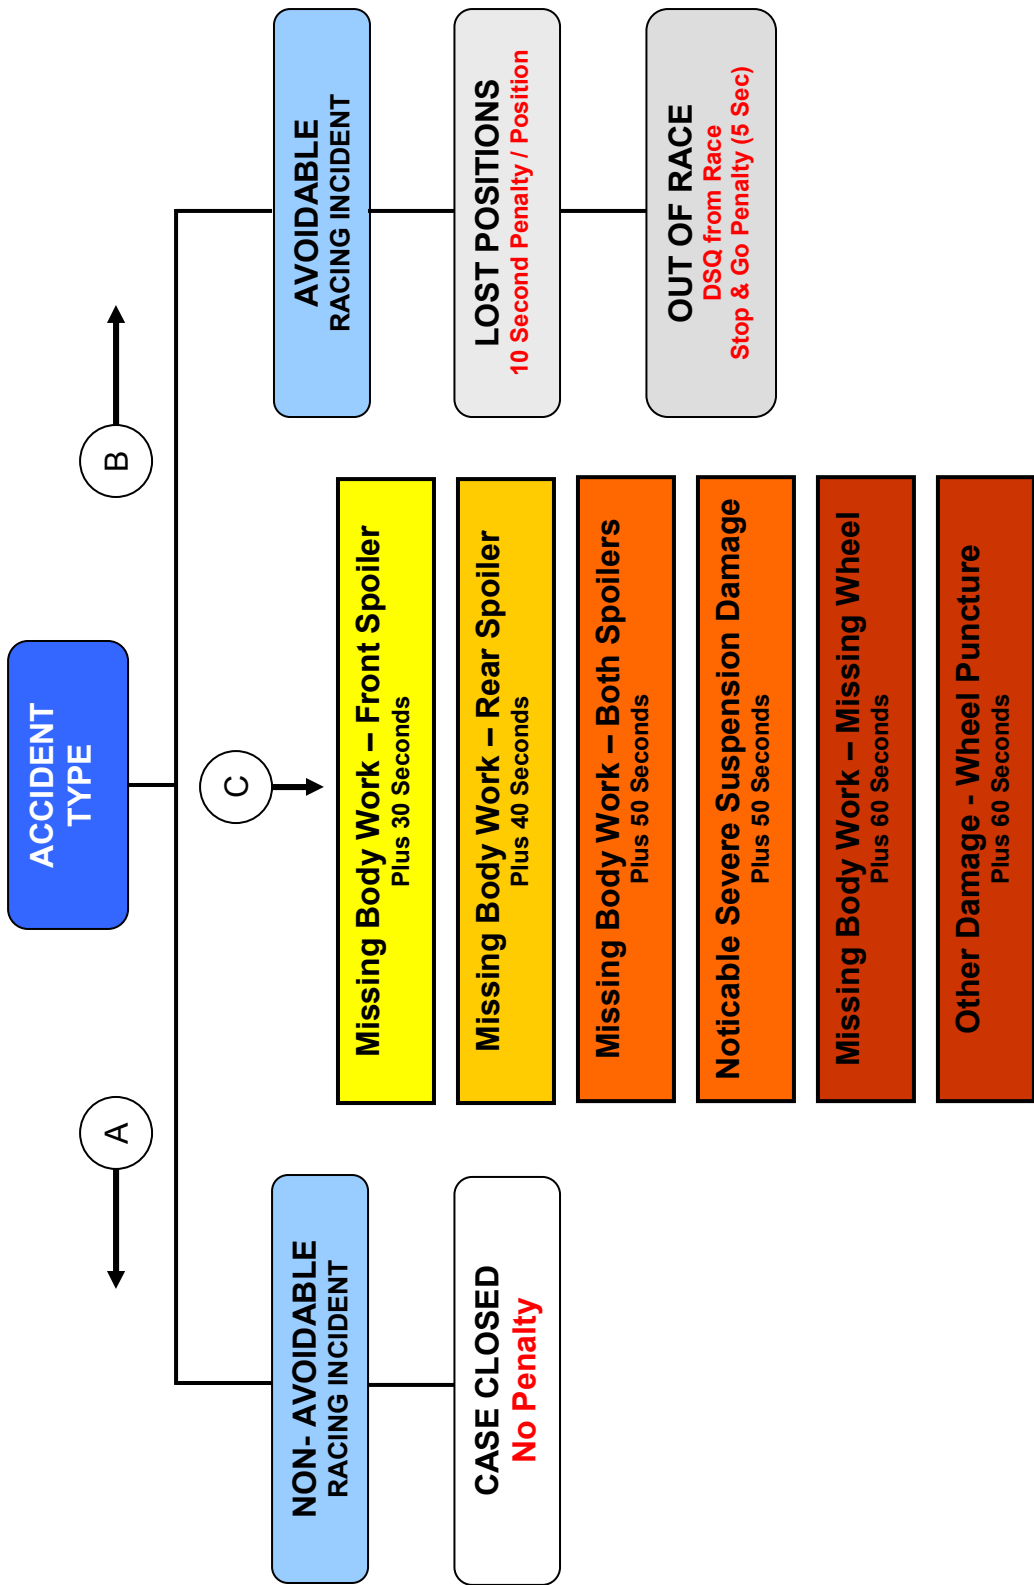 ACCIDENT
TYPE
A
B
C
NON- AVOIDABLE
RACING INCIDENT
CASE CLOSED
No Penalty
Missing Body Work – Front Spoiler
Plus 30 Seconds
Missing Body Work – Rear Spoiler
Plus 40 Seconds
Missing Body Work – Both Spoilers
Plus 50 Seconds
Noticable Severe Suspension Damage
Plus 50 Seconds
Missing Body Work – Missing Wheel
Plus 60 Seconds
Other Damage - Wheel Puncture
Plus 60 Seconds
AVOIDABLE
RACING INCIDENT
LOST POSITIONS
10 Second Penalty / Position
OUT OF RACE
DSQ from Race
Stop & Go Penalty (5 Sec)